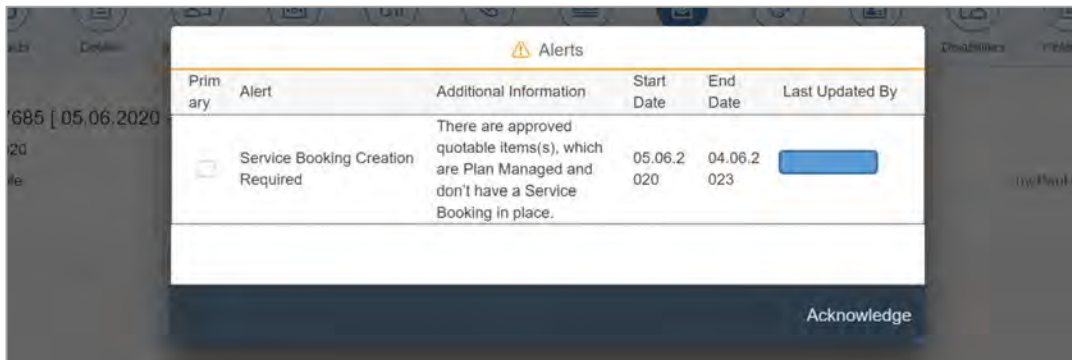 Alerts
Prim
ary
Alert
Additional Information
Start
Date
End
Date
Last Updated By
Service Booking Creation
Required
There are approved
quotable items(s), which
are Plan Managed and
don't have a Service
Booking in place.
05.06.2
020
04.06.2
023
Acknowledge
7685 [ 05.06.2020
Details
Disabilities